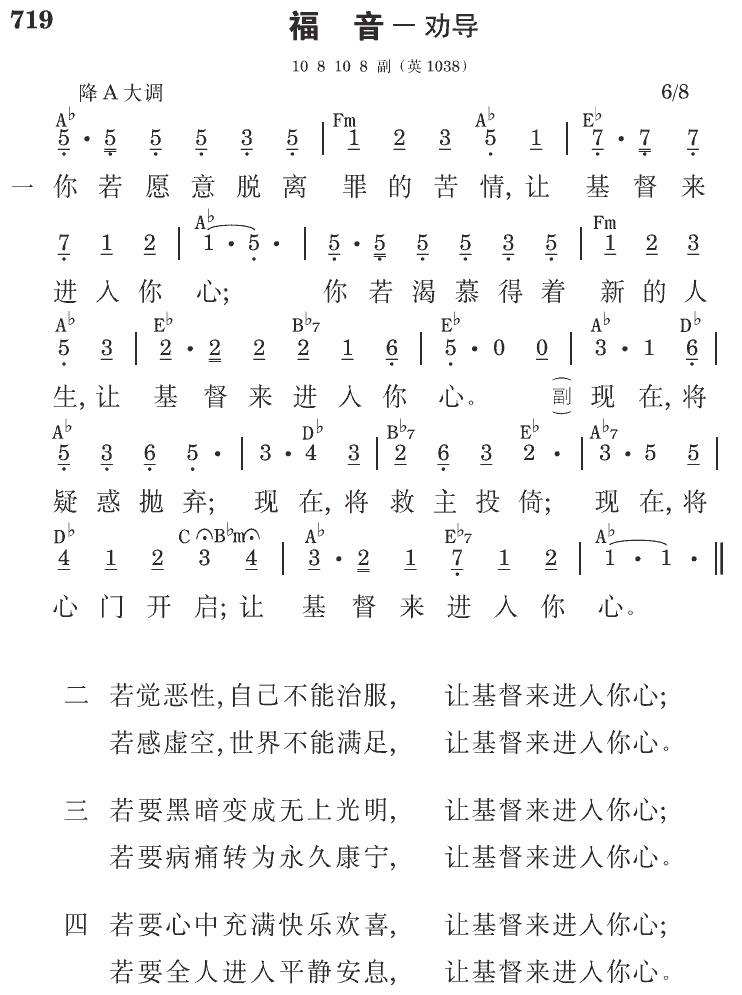 719
福 音 — 劝导
10 8 10 8 副（英1038）
降A大调 6/8
A♭ Fm A♭ E♭
5 · 5 5 5 3 5 | 1 2 3 5 1 | 7 · 7 7
一 你若愿意脱离 罪的苦情,让 基督来
A♭ Fm
7 1 2 | 1 · 5 · | 5 · 5 5 5 3 5 | 1 2 3
进入你 心; 你若渴慕得着 新的人
A♭ E♭ B♭7 E♭ A♭ D♭
5 3 | 2 · 2 2 2 1 6 | 5 · 0 0 | 3 · 1 6 |
生,让 基督来进入你 心。 (副) 现在,将
A♭ D♭ B♭7 E♭ A♭7
5 3 6 5 · | 3 · 4 3 | 2 6 3 2 · | 3 · 5 5 |
疑惑抛弃; 现在,将 救主投倚; 现在,将
D♭ C B♭m A♭ E♭7 A♭
4 1 2 3 4 | 3 · 2 1 7 1 2 | 1 · 1 · ‖
心门开启;让 基督来进入你 心。
二 若觉恶性,自己不能治服, 让基督来进入你心;
若感虚空,世界不能满足, 让基督来进入你心。
三 若要黑暗变成无上光明, 让基督来进入你心;
若要病痛转为永久康宁, 让基督来进入你心。
四 若要心中充满快乐欢喜, 让基督来进入你心;
若要全人进入平静安息, 让基督来进入你心。